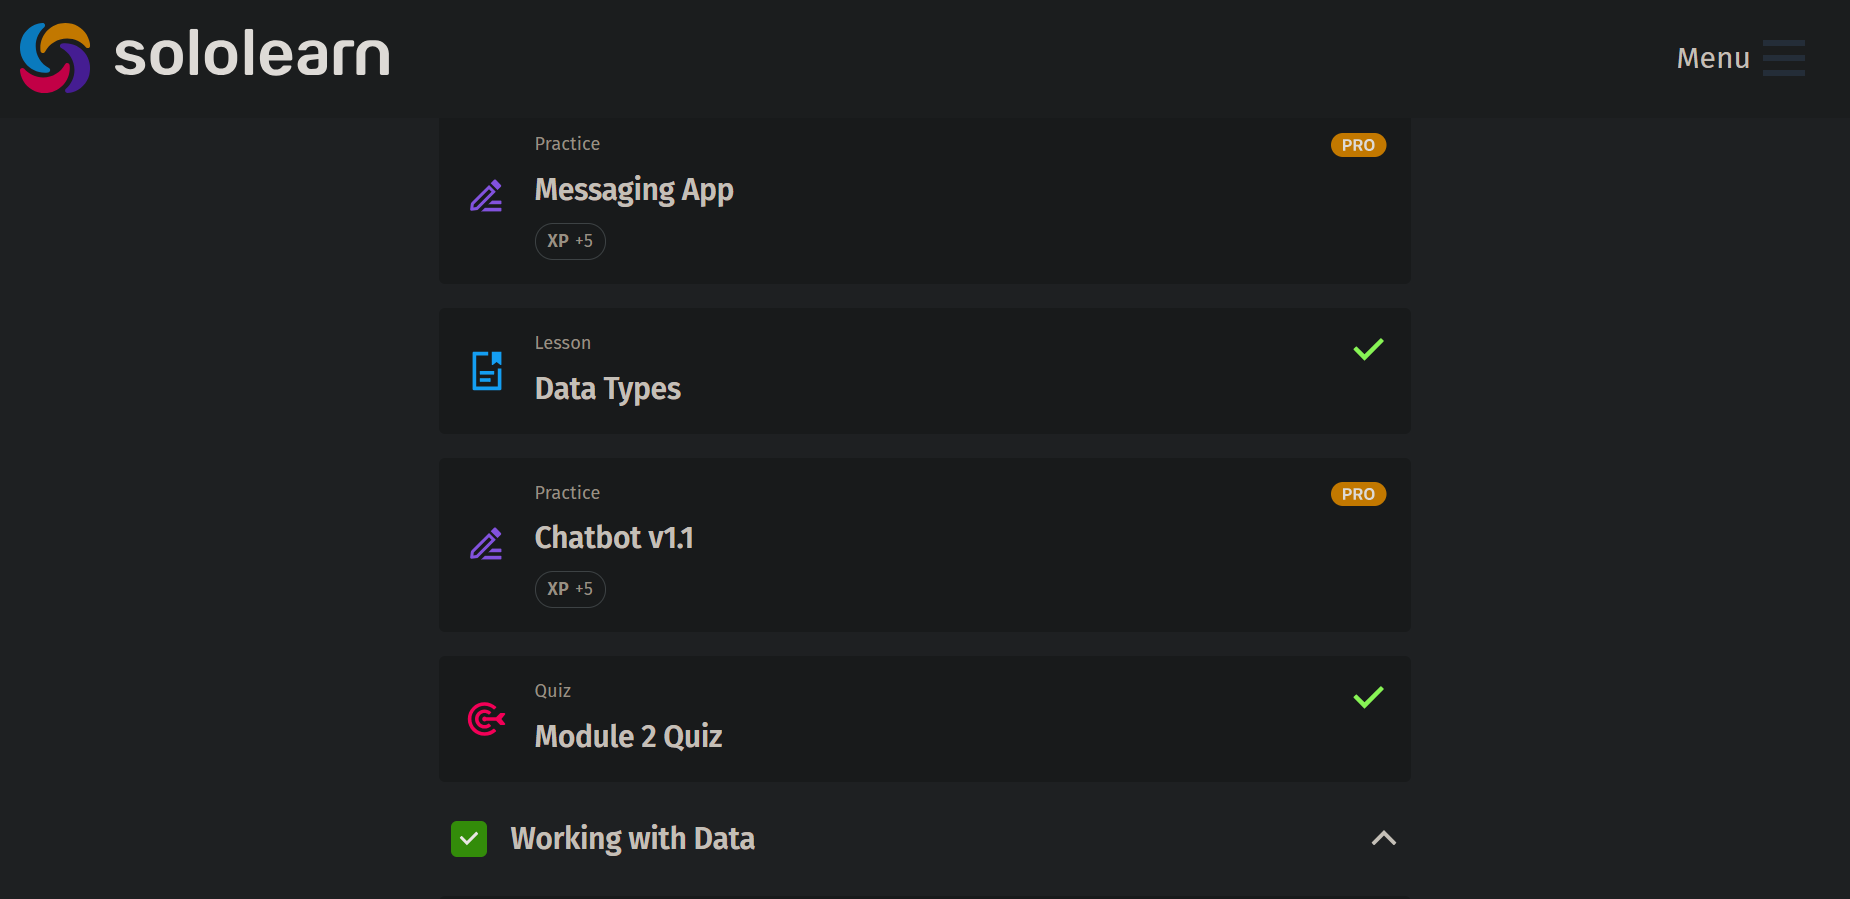 sololearn
Menu
Practice
PRO
Messaging App
XP +5
Lesson
Data Types
Practice
PRO
Chatbot v1.1
XP +5
Quiz
Module 2 Quiz
Working with Data